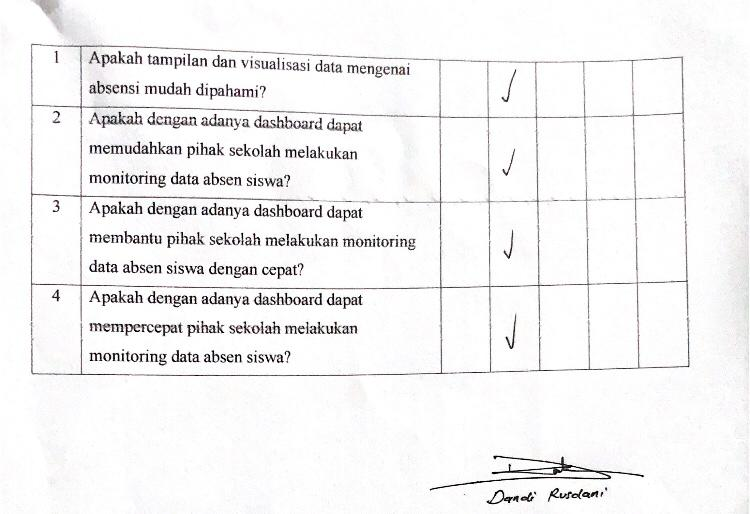 1 Apakah tampilan dan visualisasi data mengenai ✓
absensi mudah dipahami?
2 Apakah dengan adanya dashboard dapat
memudahkan pihak sekolah melakukan ✓
monitoring data absen siswa?
3 Apakah dengan adanya dashboard dapat
membantu pihak sekolah melakukan monitoring ✓
data absen siswa dengan cepat?
4 Apakah dengan adanya dashboard dapat
mempercepat pihak sekolah melakukan ✓
monitoring data absen siswa?
Dandi Rusdani